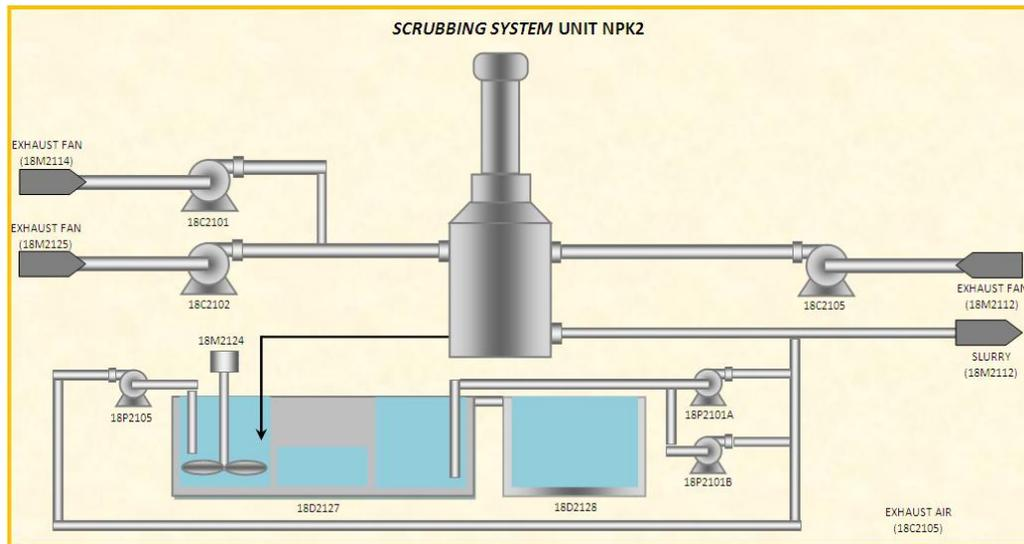 SCRUBBING SYSTEM UNIT NPK2
EXHAUST FAN
(18M2114)
18C2101
EXHAUST FAN
(18M2125)
18C2102
18C2105
EXHAUST FAN
(18M2112)
18M2124
SLURRY
(18M2112)
18P2105
18P2101A
18P2101B
18D2127
18D2128
EXHAUST AIR
(18C2105)